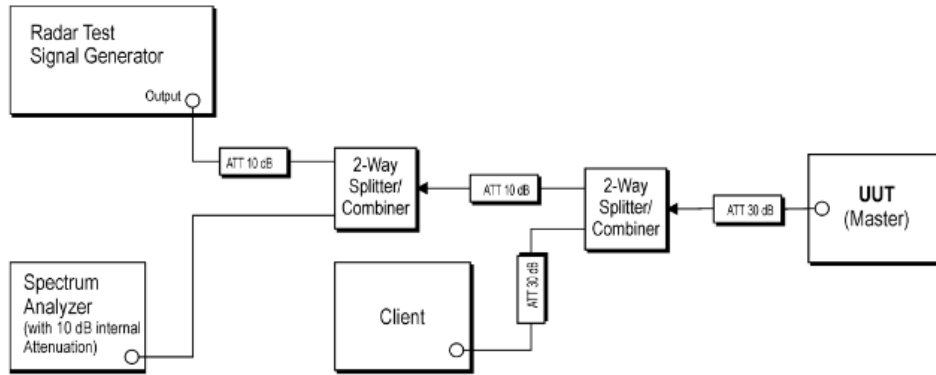 Radar Test
Signal Generator
Output
ATT 10 dB
2-Way
Splitter/
Combiner
ATT 10 dB
2-Way
Splitter/
Combiner
ATT 30 dB
UUT
(Master)
Spectrum
Analyzer
(with 10 dB internal
Attenuation)
Client
ATT 30 dB